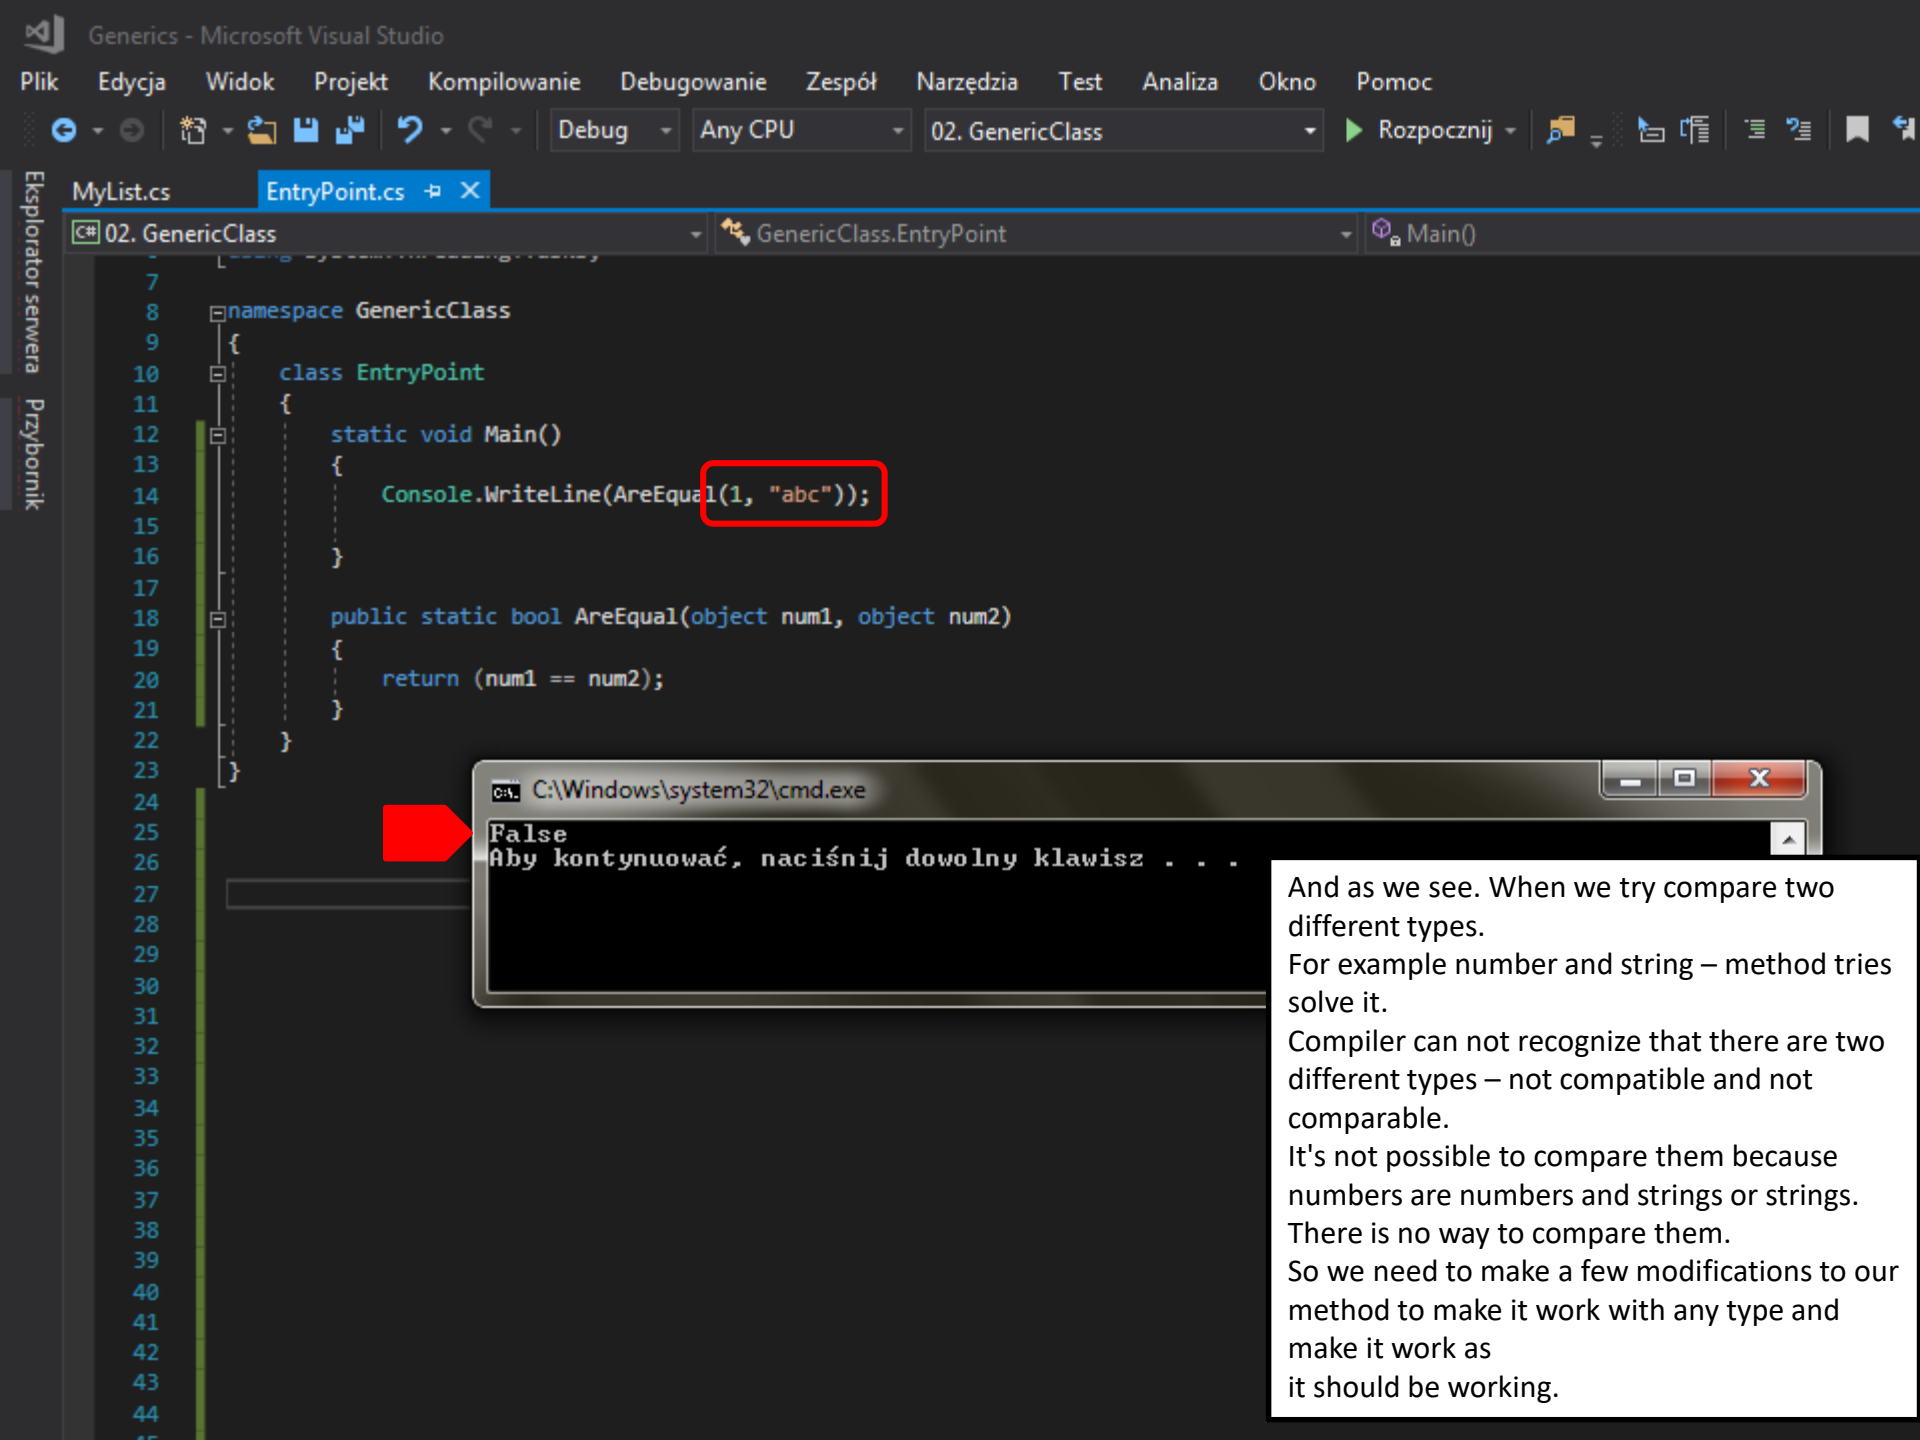 Generics - Microsoft Visual Studio
Plik Edycja Widok Projekt Kompilowanie Debugowanie Zespół Narzędzia Test Analiza Okno Pomoc
Debug Any CPU 02. GenericClass Rozpocznij
Eksplorator serwera
Przybornik
MyList.cs EntryPoint.cs
C# 02. GenericClass GenericClass.EntryPoint Main()
7
8 namespace GenericClass
9 {
10 class EntryPoint
11 {
12 static void Main()
13 {
14 Console.WriteLine(AreEqual(1, "abc"));
15
16 }
17
18 public static bool AreEqual(object num1, object num2)
19 {
20 return (num1 == num2);
21 }
22 }
23 }
24
25
26
27
28
29
30
31
32
33
34
35
36
37
38
39
40
41
42
43
44
C:\Windows\system32\cmd.exe
False
Aby kontynuować, naciśnij dowolny klawisz . . .
And as we see. When we try compare two
different types.
For example number and string – method tries
solve it.
Compiler can not recognize that there are two
different types – not compatible and not
comparable.
It's not possible to compare them because
numbers are numbers and strings or strings.
There is no way to compare them.
So we need to make a few modifications to our
method to make it work with any type and
make it work as
it should be working.